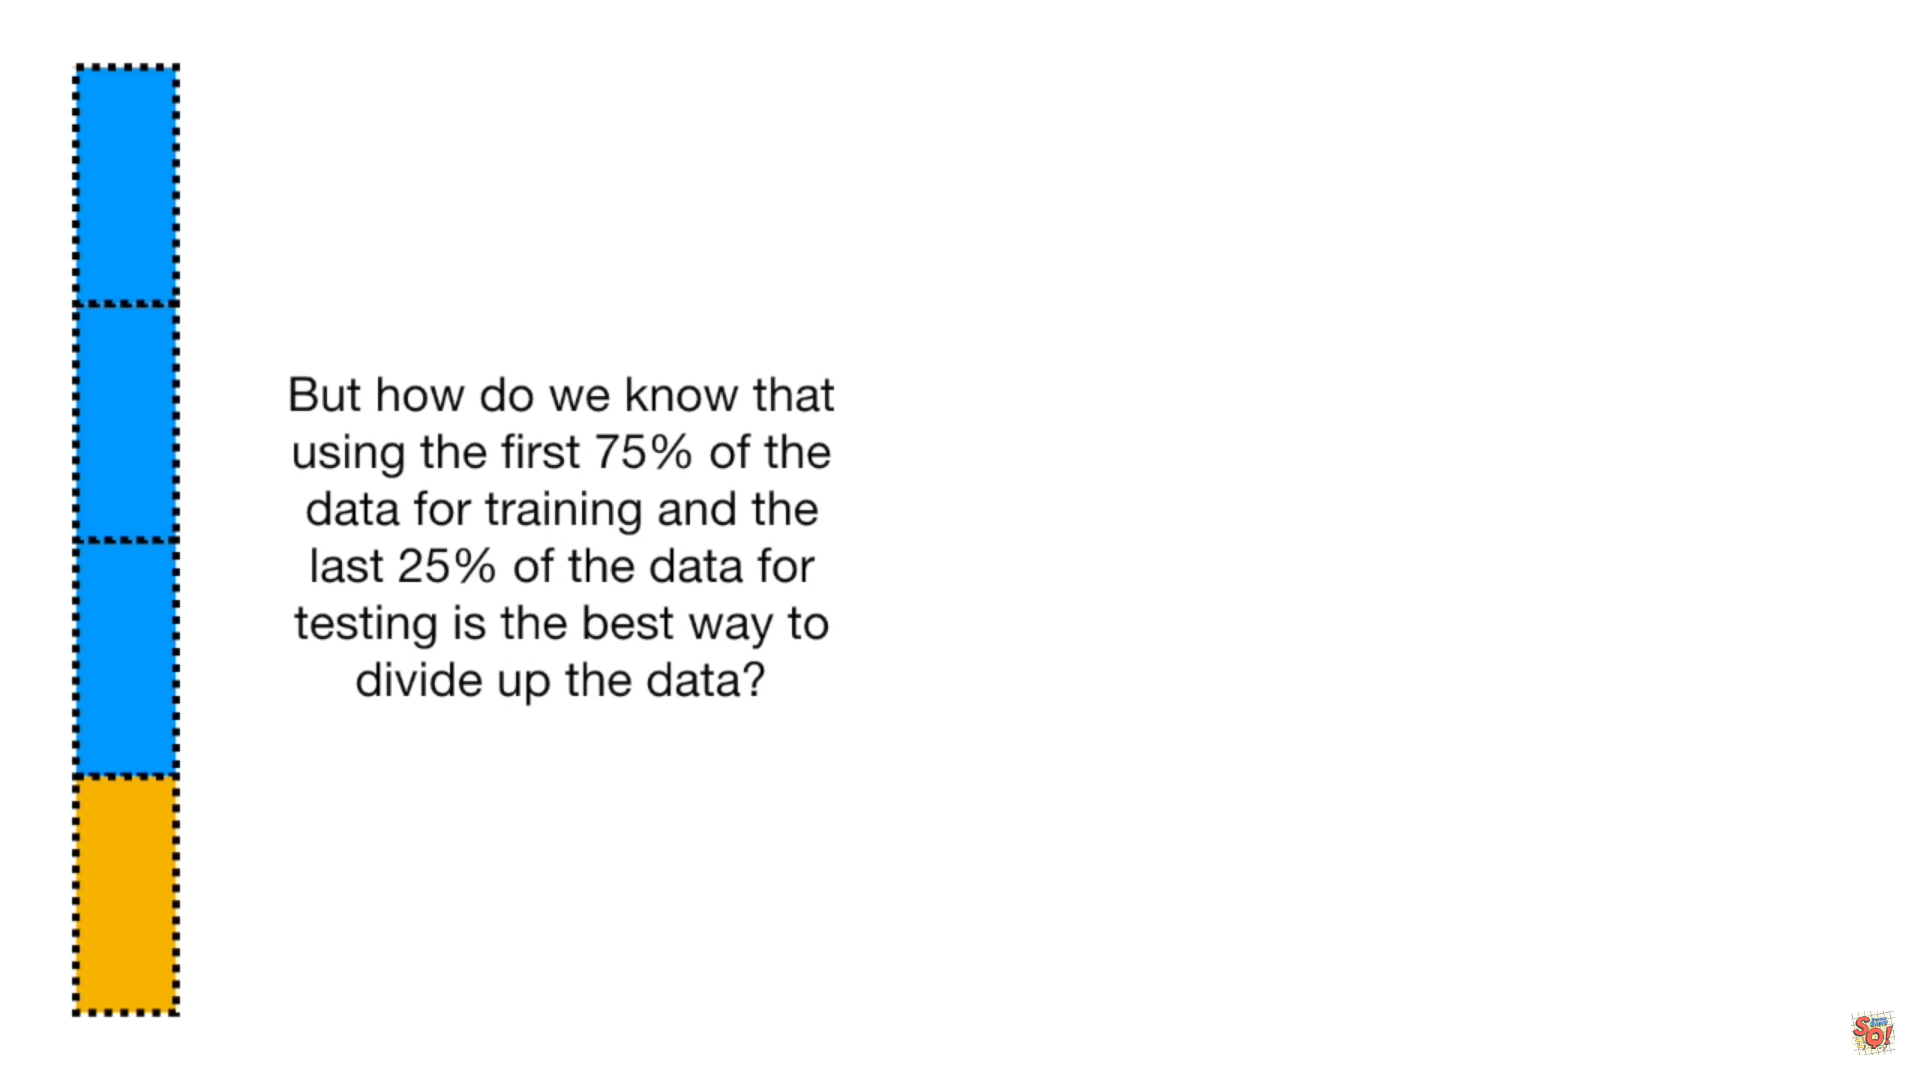 But how do we know that
using the first 75% of the
data for training and the
last 25% of the data for
testing is the best way to
divide up the data?
SQ!